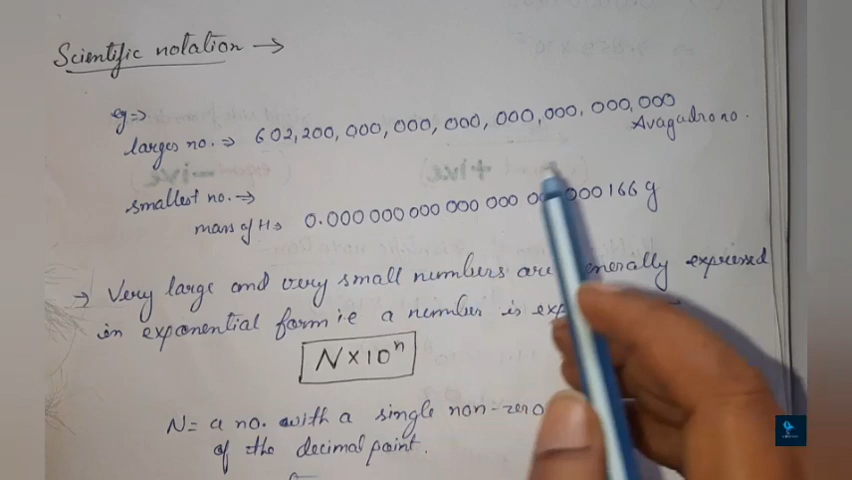 Scientific notation →
eg ⇒
larges no. → 602,200,000,000,000,000,000,000,000
Avagadro no.
smallest no. →
mass of H ⇒ 0.000 000 000 000 000 000 166 g
→ Very large and very small numbers are generally expressed
in exponential form ie a number is
N×10ⁿ
N = a no. with a single non-zero
of the decimal point.